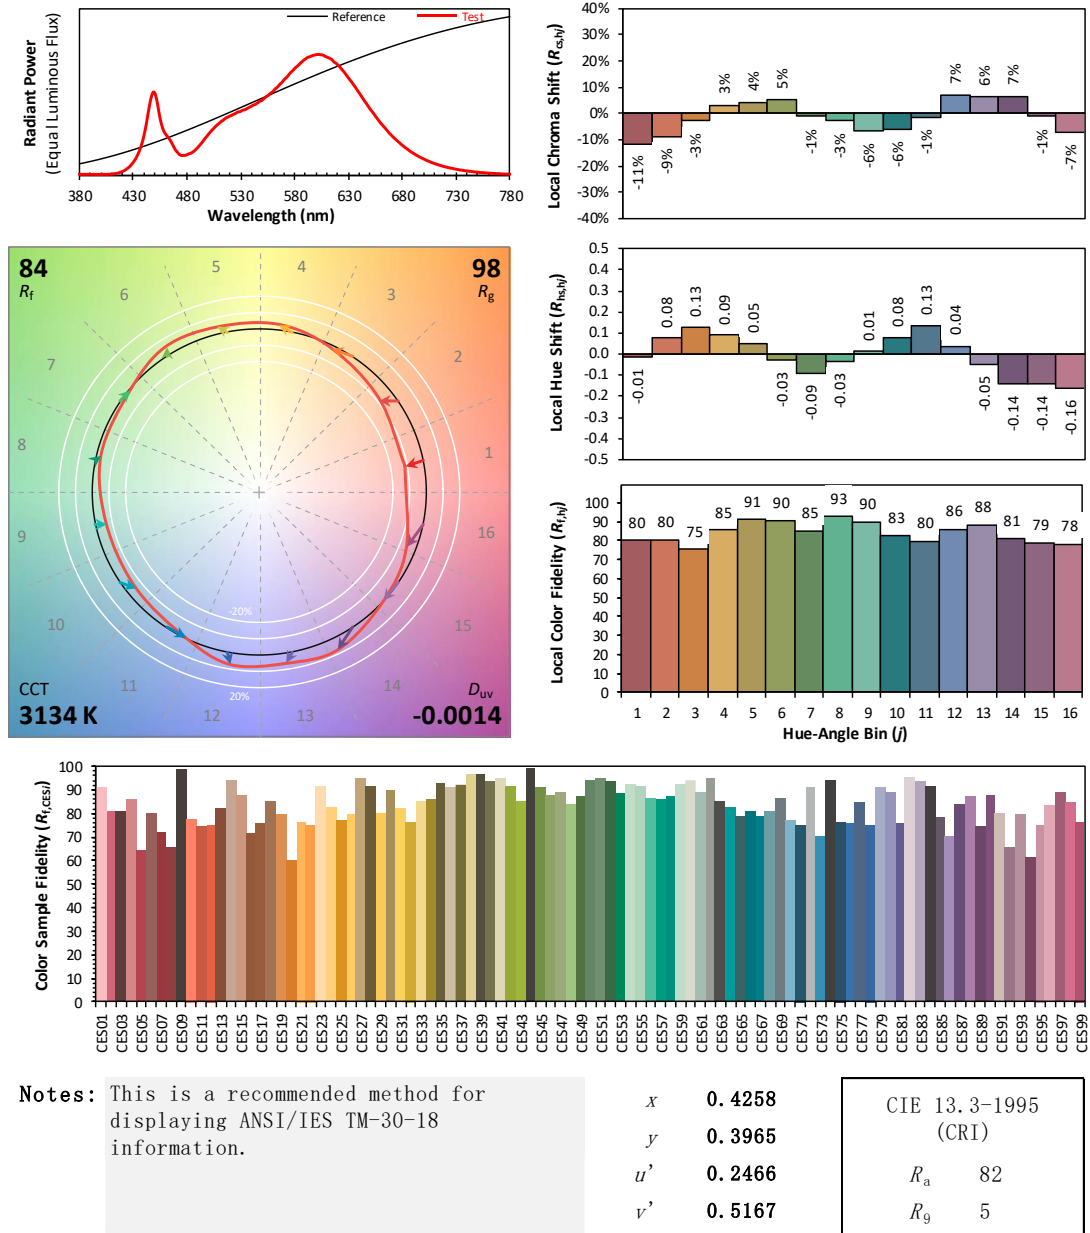 Radiant Power
(Equal Luminous Flux)
Reference
Test
380 430 480 530 580 630 680 730 780
Wavelength (nm)
Local Chroma Shift (Rcs,hj)
40%
30%
20%
10%
0%
-10%
-20%
-30%
-40%
-11% -9% -3% 3% 4% 5% -1% -3% -6% -6% -1% 7% 6% 7% -1% -7%
84
Rf
98
Rg
1
2
3
4
5
6
7
8
9
10
11
12
13
14
15
16
-20%
20%
CCT
3134 K
Duv
-0.0014
Local Hue Shift (Rhs,hj)
0.5
0.4
0.3
0.2
0.1
0.0
-0.1
-0.2
-0.3
-0.4
-0.5
-0.01 0.08 0.13 0.09 0.05 -0.03 -0.09 -0.03 0.01 0.08 0.13 0.04 -0.05 -0.14 -0.14 -0.16
Local Color Fidelity (Rf,hj)
100
90
80
70
60
50
40
30
20
10
0
80 80 75 85 91 90 85 93 90 83 80 86 88 81 79 78
1 2 3 4 5 6 7 8 9 10 11 12 13 14 15 16
Hue-Angle Bin (j)
Color Sample Fidelity (Rf,CESi)
100
90
80
70
60
50
40
30
20
10
0
CES01 CES03 CES05 CES07 CES09 CES11 CES13 CES15 CES17 CES19 CES21 CES23 CES25 CES27 CES29 CES31 CES33 CES35 CES37 CES39 CES41 CES43 CES45 CES47 CES49 CES51 CES53 CES55 CES57 CES59 CES61 CES63 CES65 CES67 CES69 CES71 CES73 CES75 CES77 CES79 CES81 CES83 CES85 CES87 CES89 CES91 CES93 CES95 CES97 CES99
Notes: This is a recommended method for
displaying ANSI/IES TM-30-18
information.
x 0.4258
y 0.3965
u' 0.2466
v' 0.5167
CIE 13.3-1995
(CRI)
Ra 82
R9 5